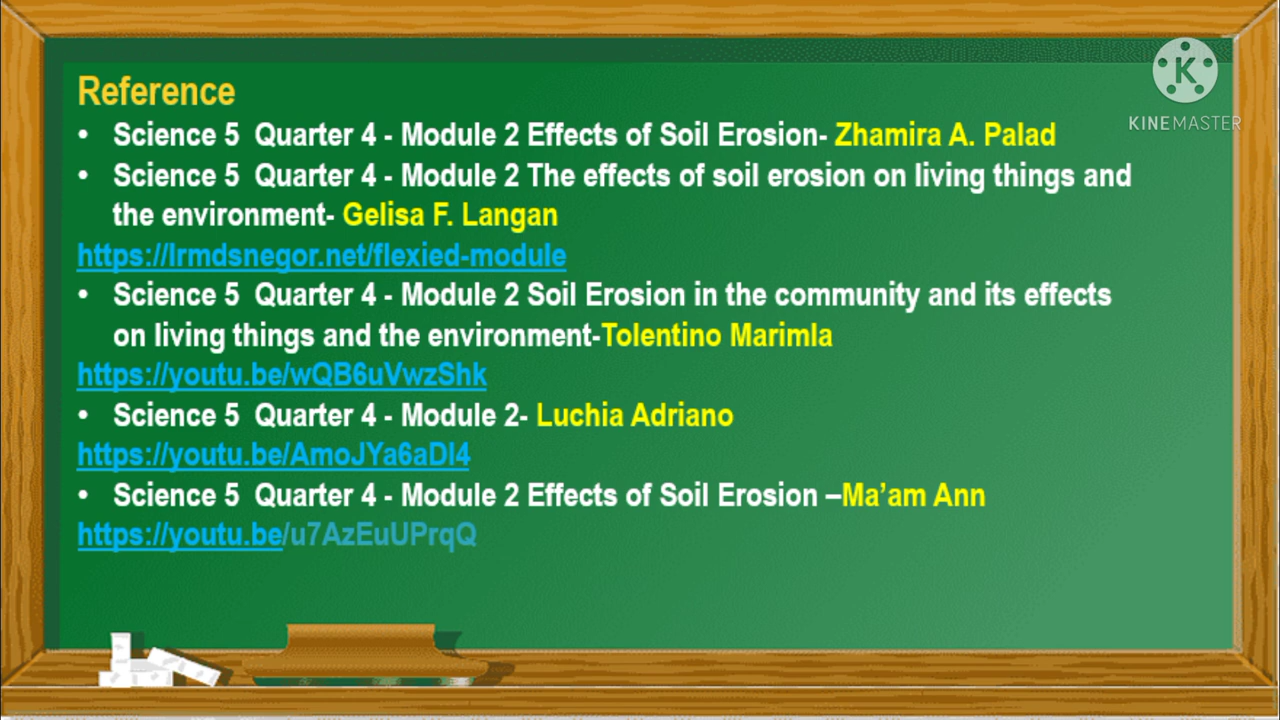 Reference
• Science 5 Quarter 4 - Module 2 Effects of Soil Erosion- Zhamira A. Palad
• Science 5 Quarter 4 - Module 2 The effects of soil erosion on living things and
the environment- Gelisa F. Langan
https://lrmdsnegor.net/flexied-module
• Science 5 Quarter 4 - Module 2 Soil Erosion in the community and its effects
on living things and the environment-Tolentino Marimla
https://youtu.be/wQB6uVwzShk
• Science 5 Quarter 4 - Module 2- Luchia Adriano
https://youtu.be/AmoJYa6aDI4
• Science 5 Quarter 4 - Module 2 Effects of Soil Erosion –Ma’am Ann
https://youtu.be/u7AzEuUPrqQ
K
KINEMASTER